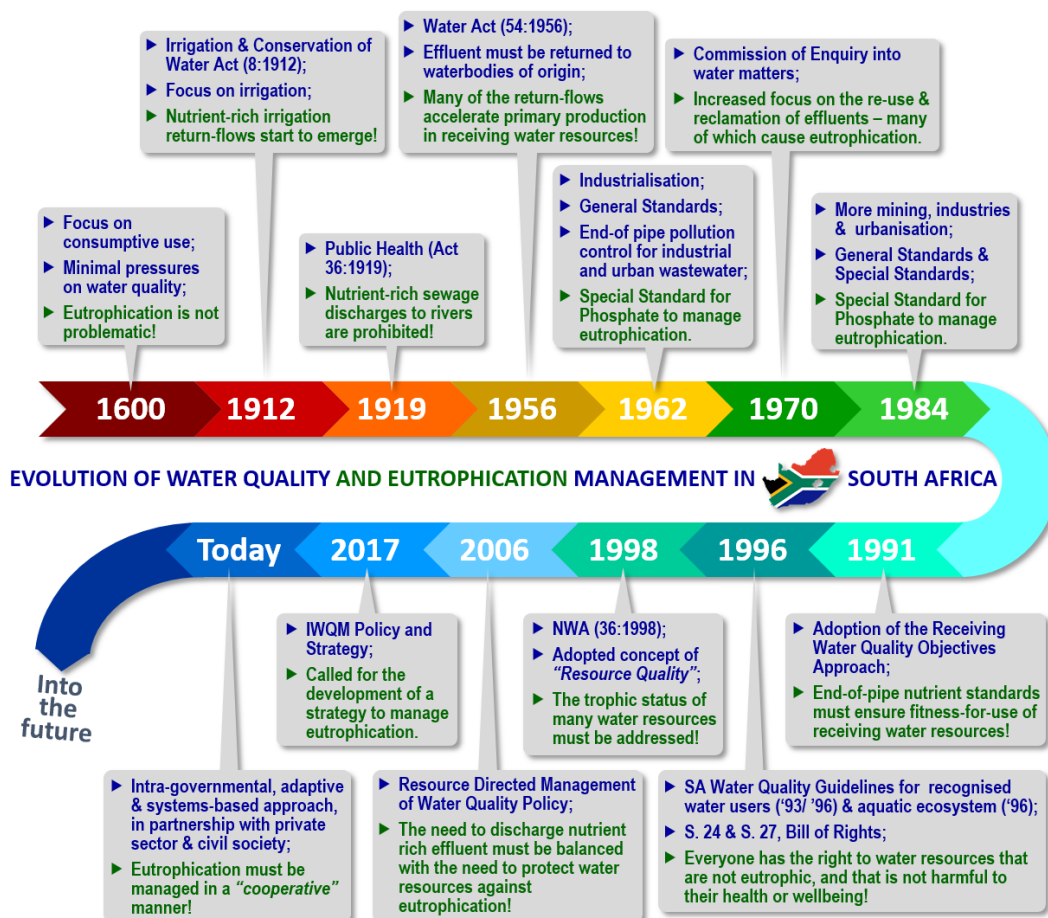 ► Irrigation & Conservation of
Water Act (8:1912);
► Focus on irrigation;
► Nutrient-rich irrigation
return-flows start to emerge!
► Water Act (54:1956);
► Effluent must be returned to
waterbodies of origin;
► Many of the return-flows
accelerate primary production
in receiving water resources!
► Commission of Enquiry into
water matters;
► Increased focus on the re-use &
reclamation of effluents – many
of which cause eutrophication.
► Focus on
consumptive use;
► Minimal pressures
on water quality;
► Eutrophication is not
problematic!
► Public Health (Act
36:1919);
► Nutrient-rich sewage
discharges to rivers
are prohibited!
► Industrialisation;
► General Standards;
► End-of pipe pollution
control for industrial
and urban wastewater;
► Special Standard for
Phosphate to manage
eutrophication.
► More mining, industries
& urbanisation;
► General Standards &
Special Standards;
► Special Standard for
Phosphate to manage
eutrophication.
1600 1912 1919 1956 1962 1970 1984
EVOLUTION OF WATER QUALITY AND EUTROPHICATION MANAGEMENT IN SOUTH AFRICA
Today 2017 2006 1998 1996 1991
Into
the
future
► IWQM Policy and
Strategy;
► Called for the
development of a
strategy to manage
eutrophication.
► NWA (36:1998);
► Adopted concept of
“Resource Quality”;
► The trophic status of
many water resources
must be addressed!
► Adoption of the Receiving
Water Quality Objectives
Approach;
► End-of-pipe nutrient standards
must ensure fitness-for-use of
receiving water resources!
► Intra-governmental, adaptive
& systems-based approach,
in partnership with private
sector & civil society;
► Eutrophication must be
managed in a “cooperative”
manner!
► Resource Directed Management
of Water Quality Policy;
► The need to discharge nutrient
rich effluent must be balanced
with the need to protect water
resources against
eutrophication!
► SA Water Quality Guidelines for recognised
water users (‘93/ ’96) & aquatic ecosystem (‘96);
► S. 24 & S. 27, Bill of Rights;
► Everyone has the right to water resources that
are not eutrophic, and that is not harmful to
their health or wellbeing!